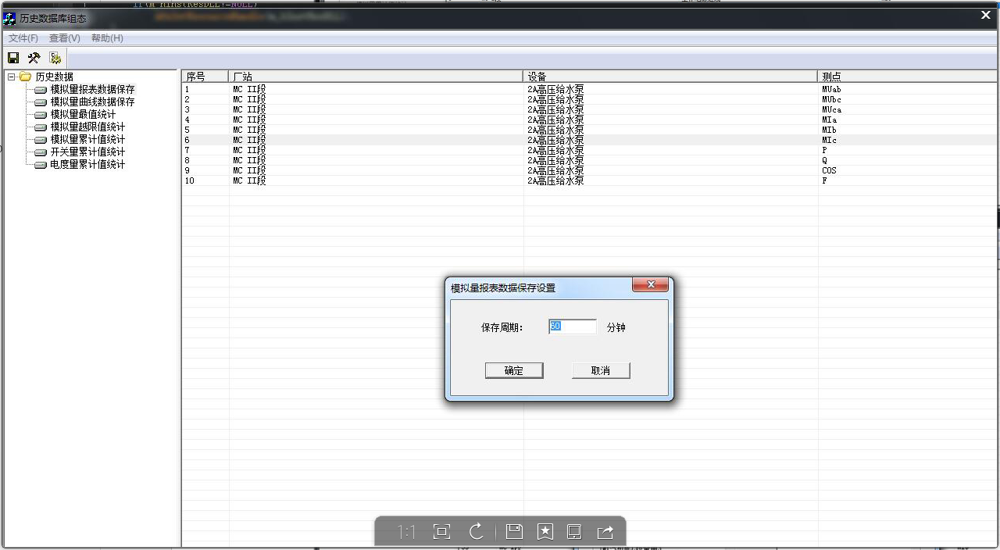 历史数据库组态
文件(F) 查看(V) 帮助(H)
历史数据
模拟量报表数据保存
模拟量曲线数据保存
模拟量最值统计
模拟量越限值统计
模拟量累计值统计
开关量累计值统计
电度量累计值统计
序号 厂站 设备 测点
1 MC II段 2A高压给水泵 MUab
2 MC II段 2A高压给水泵 MUbc
3 MC II段 2A高压给水泵 MUca
4 MC II段 2A高压给水泵 MIa
5 MC II段 2A高压给水泵 MIb
6 MC II段 2A高压给水泵 MIc
7 MC II段 2A高压给水泵 P
8 MC II段 2A高压给水泵 Q
9 MC II段 2A高压给水泵 COS
10 MC II段 2A高压给水泵 F
模拟量报表数据保存设置
保存周期: 60 分钟
确定 取消
1:1